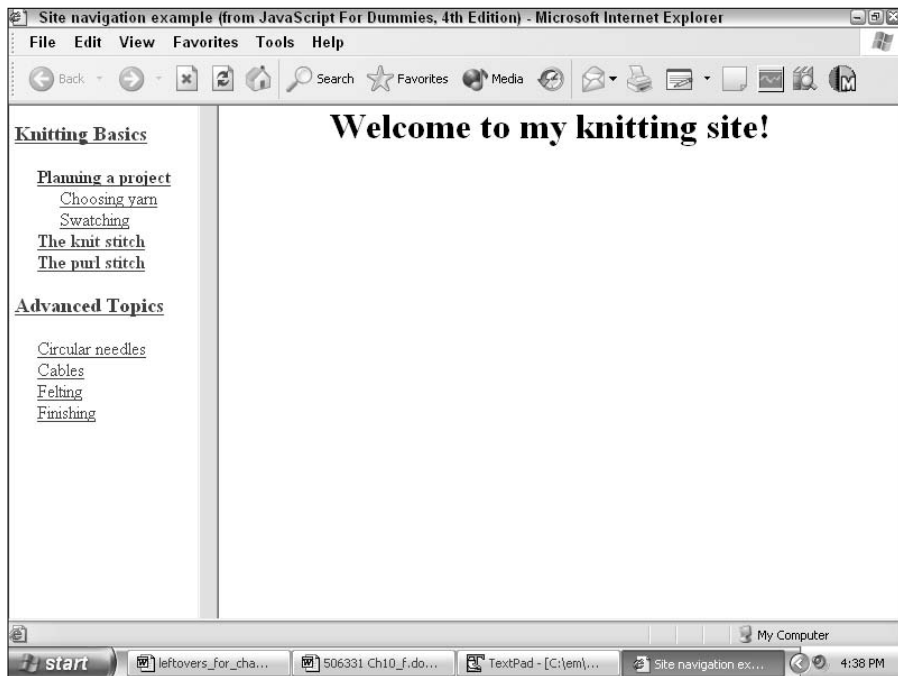 Site navigation example (from JavaScript For Dummies, 4th Edition) - Microsoft Internet Explorer
File Edit View Favorites Tools Help
Back Search Favorites Media
Knitting Basics
Planning a project
Choosing yarn
Swatching
The knit stitch
The purl stitch
Advanced Topics
Circular needles
Cables
Felting
Finishing
Welcome to my knitting site!
My Computer
start leftovers_for_cha... 506331 Ch10_f.do... TextPad - [C:\em\... Site navigation ex... 4:38 PM